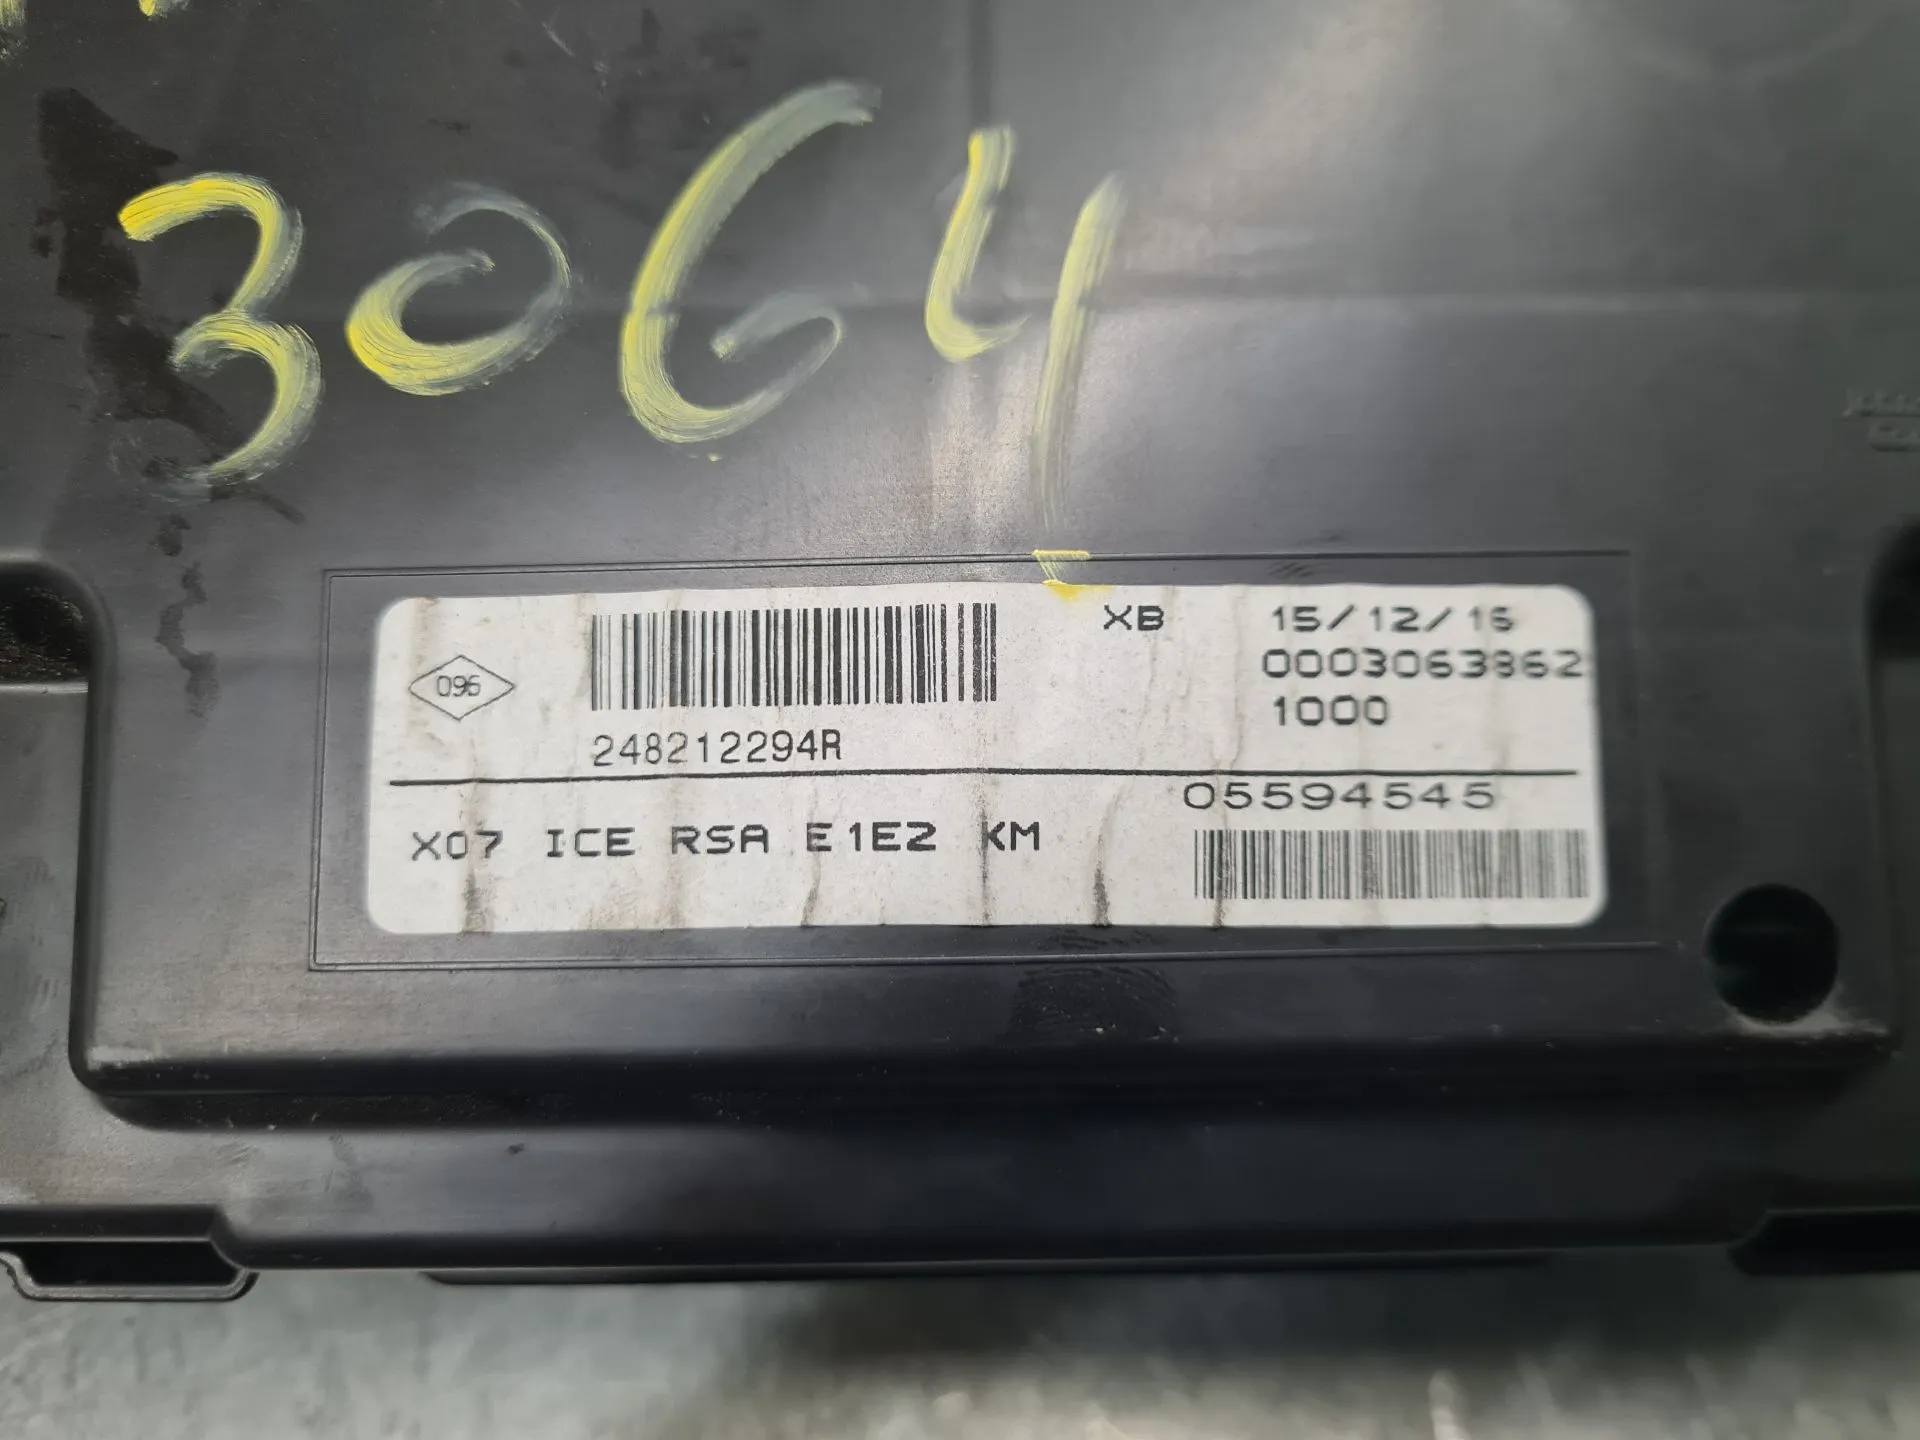 3064
096
XB 15/12/16
0003063862
1000
248212294R
05594545
X07 ICE RSA E1E2 KM